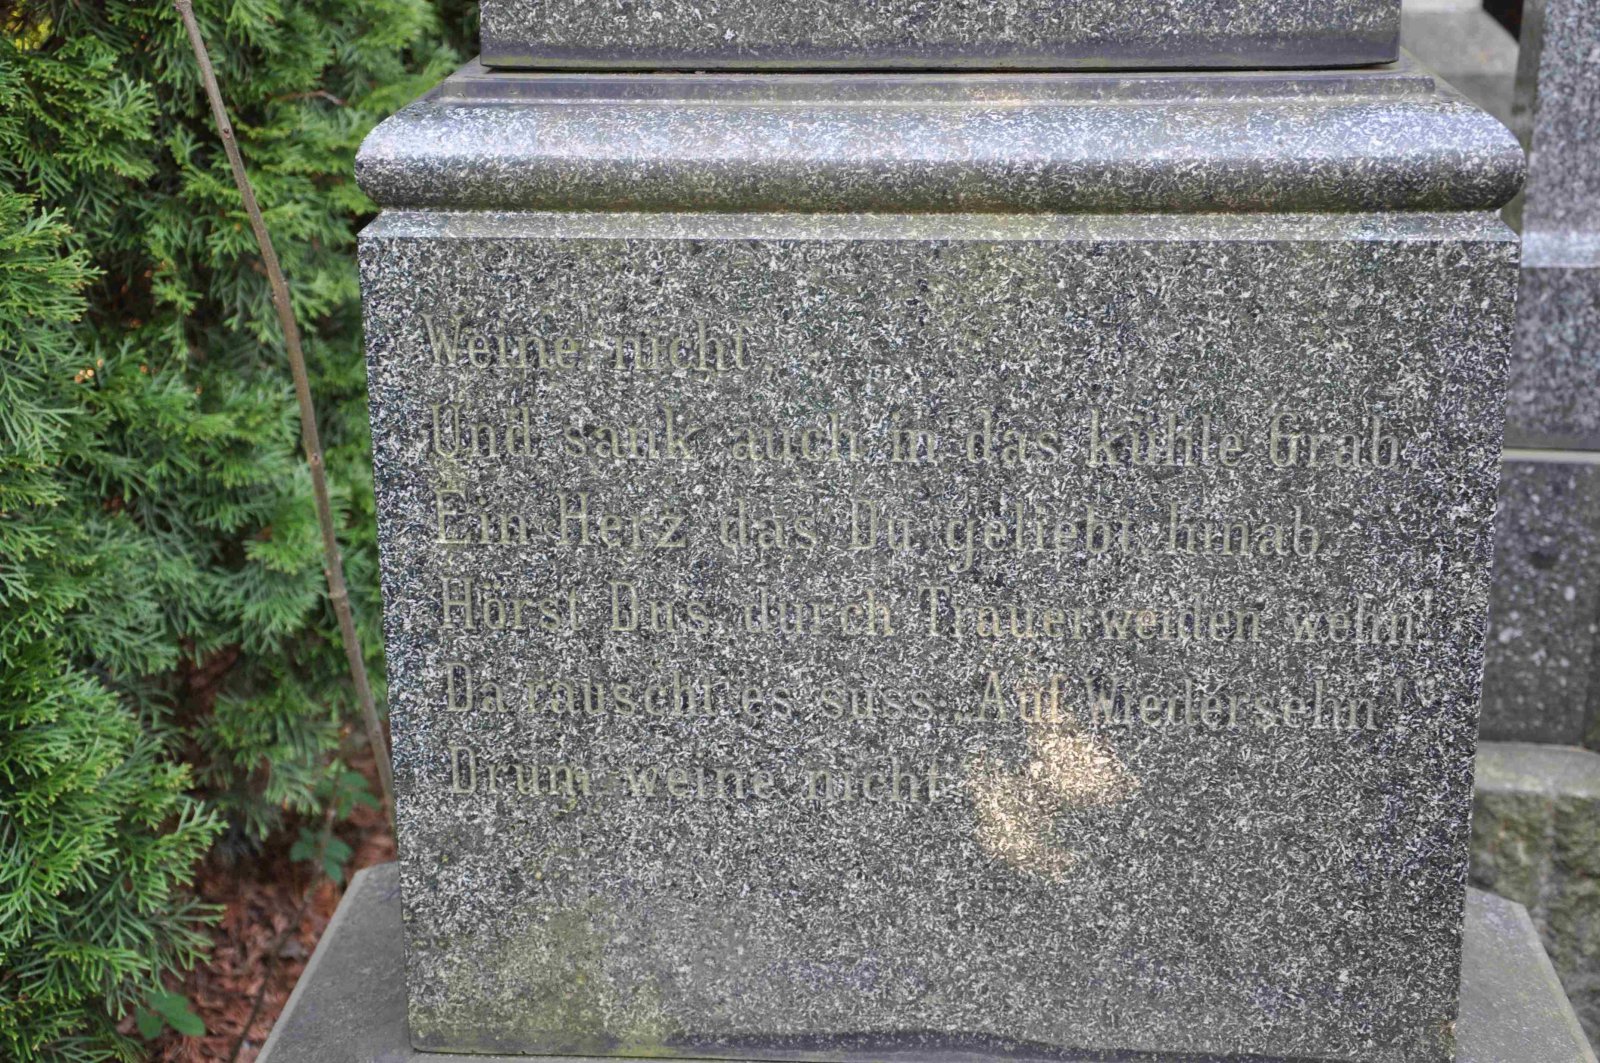 Weine nicht,
Und sank auch in das kühle Grab,
Ein Herz, das Du geliebt, hinab
Hörst Du's durch Trauerweiden wehn!
Da rauscht es süss „Auf Wiedersehn!"
Drum weine nicht.